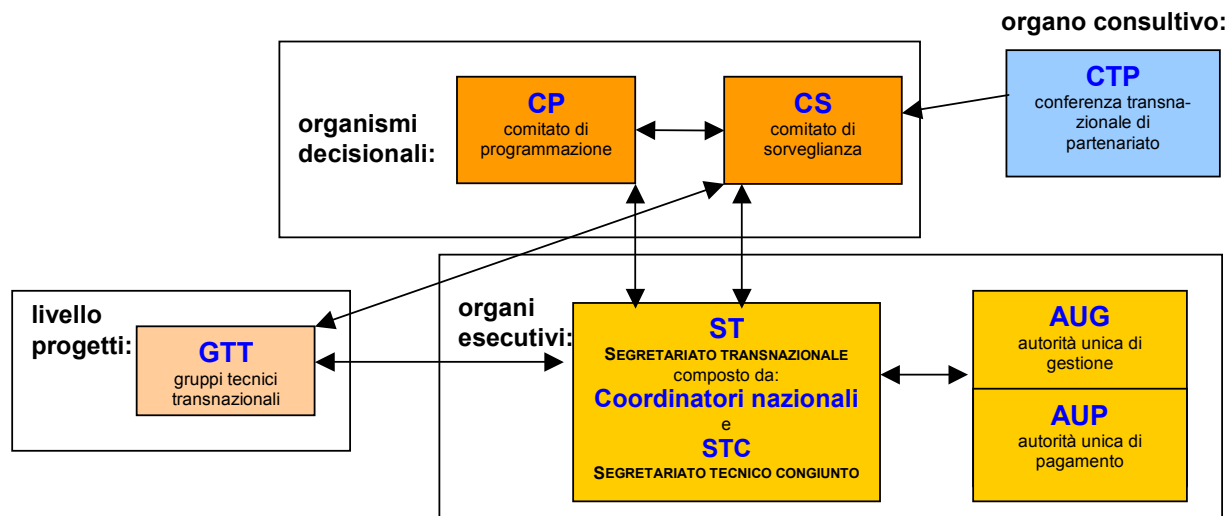 organo consultivo:
CTP
conferenza transna-
zionale di
partenariato
organismi
decisionali:
CP
comitato di
programmazione
CS
comitato di
sorveglianza
livello
progetti:
GTT
gruppi tecnici
transnazionali
organi
esecutivi:
ST
SEGRETARIATO TRANSNAZIONALE
composto da:
Coordinatori nazionali
e
STC
SEGRETARIATO TECNICO CONGIUNTO
AUG
autorità unica di
gestione
AUP
autorità unica di
pagamento